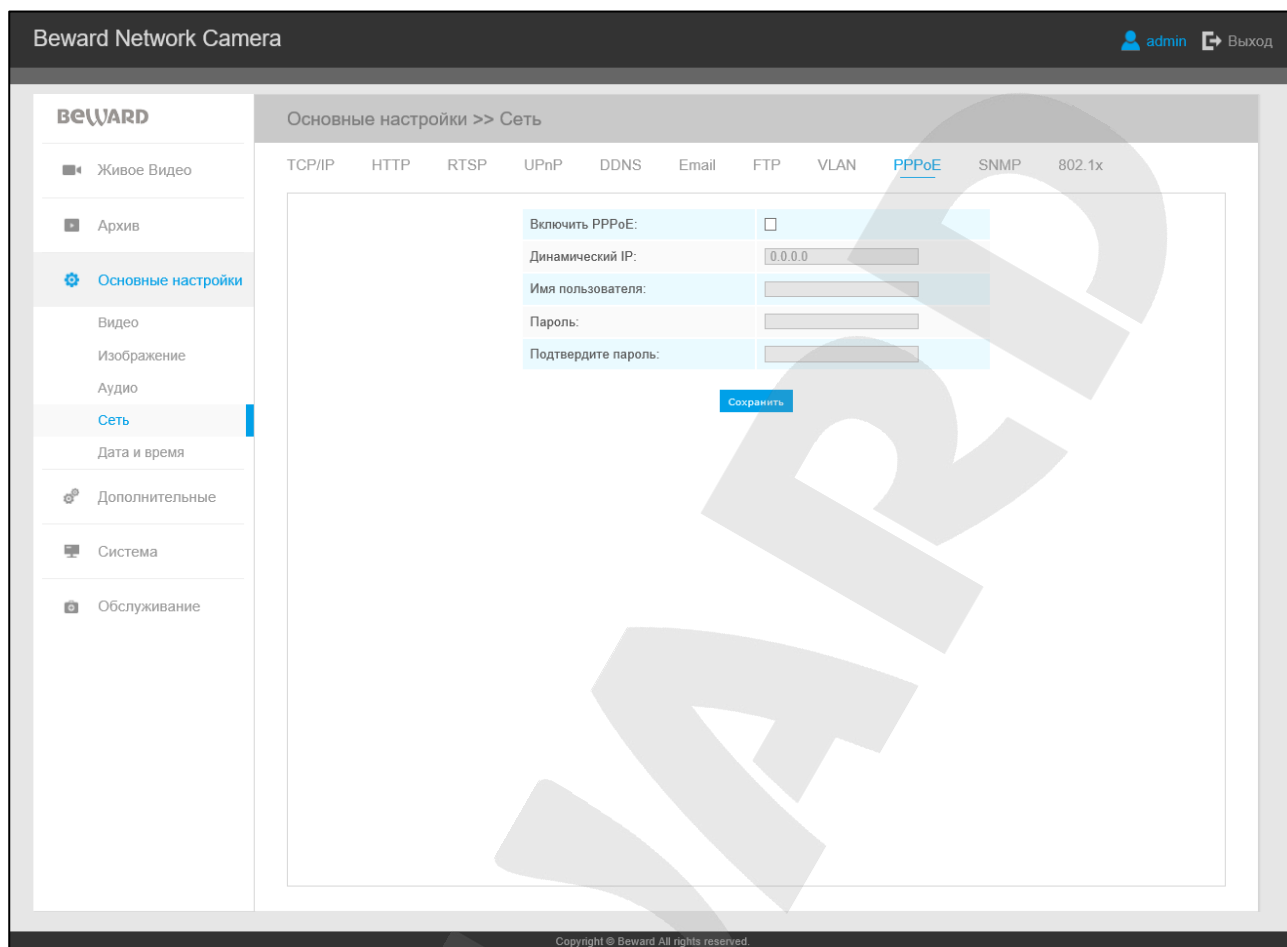 Beward Network Camera
admin Выход
BEWARD
Основные настройки >> Сеть
TCP/IP HTTP RTSP UPnP DDNS Email FTP VLAN PPPoE SNMP 802.1x
Живое Видео
Архив
Основные настройки
Видео
Изображение
Аудио
Сеть
Дата и время
Дополнительные
Система
Обслуживание
Включить PPPoE:
Динамический IP: 0.0.0.0
Имя пользователя:
Пароль:
Подтвердите пароль:
Сохранить
Copyright © Beward All rights reserved.
WARD